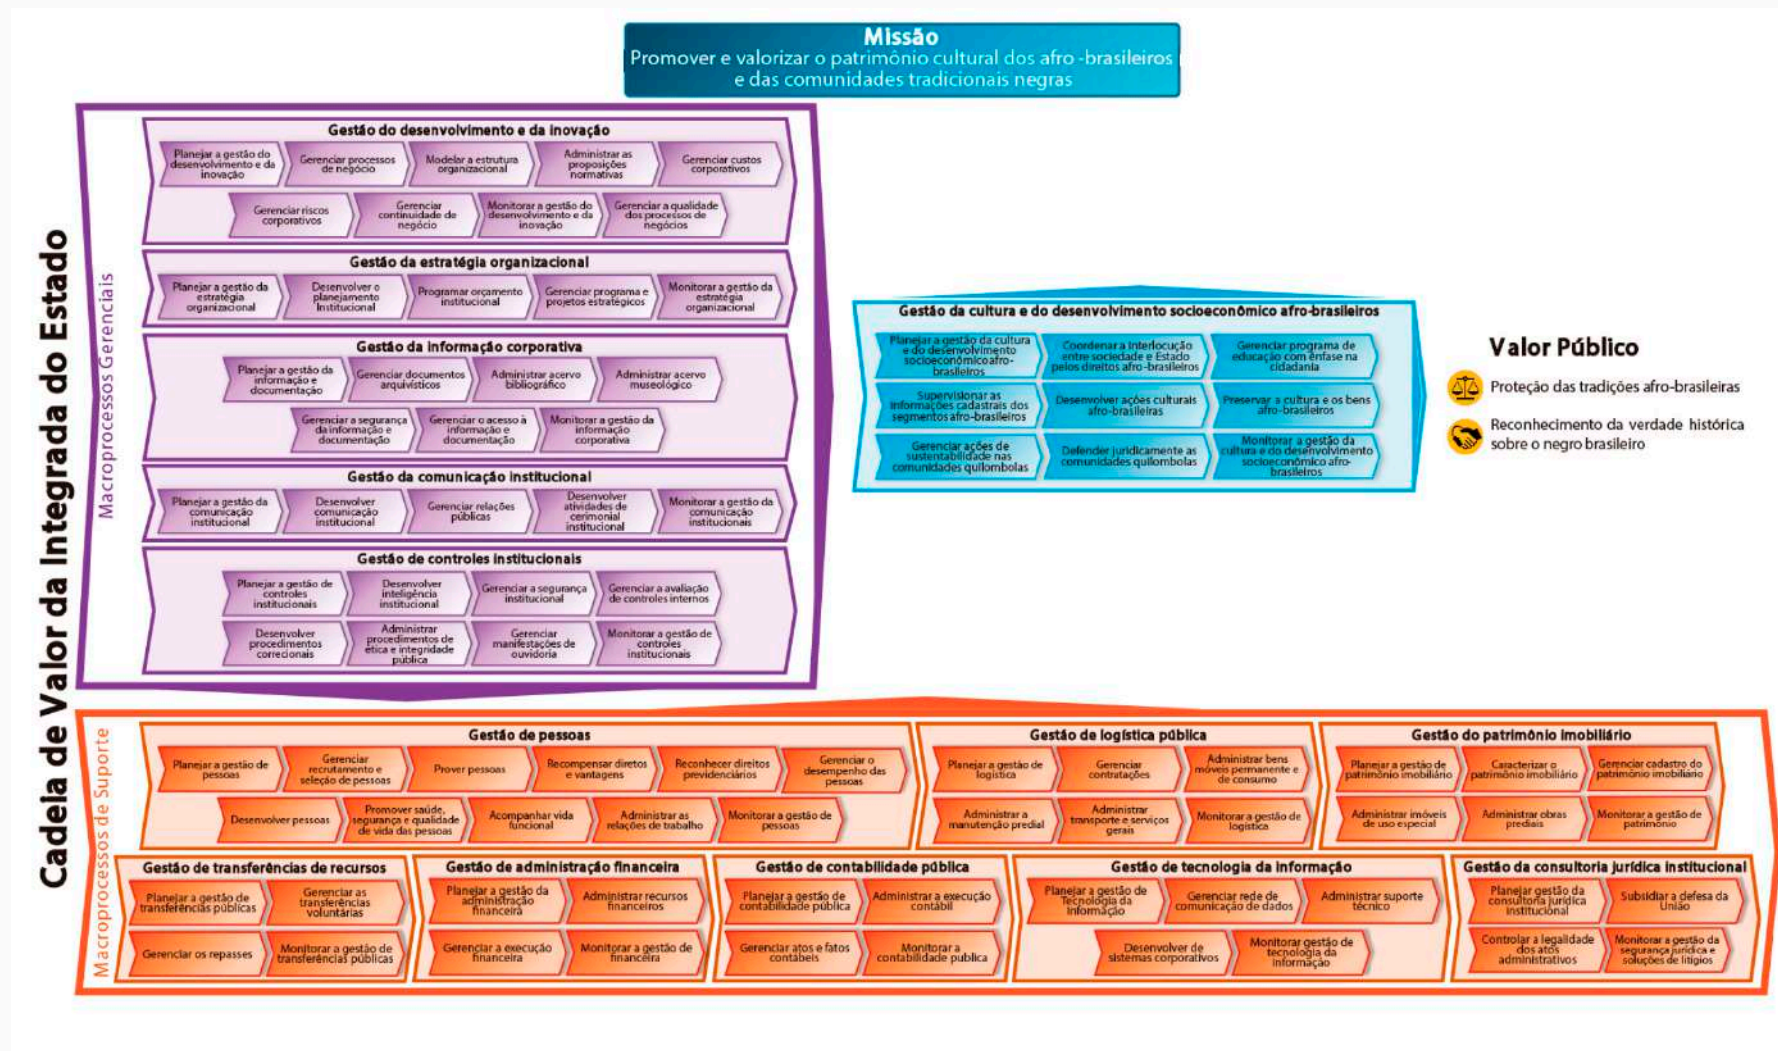 Missão
Promover e valorizar o patrimônio cultural dos afro -brasileiros
e das comunidades tradicionais negras
Cadeia de Valor da Integrada do Estado
Macroprocessos Gerenciais
Gestão do desenvolvimento e da inovação
Planejar a gestão do
desenvolvimento e da
inovação
Gerenciar processos
de negócio
Modelar a estrutura
organizacional
Administrar as
proposições
normativas
Gerenciar custos
corporativos
Gerenciar riscos
corporativos
Gerenciar
continuidade de
negócio
Monitorar a gestão do
desenvolvimento e da
inovação
Gerenciar a qualidade
dos processos de
negócios
Gestão da estratégia organizacional
Planejar a gestão da
estratégia
organizacional
Desenvolver o
planejamento
Institucional
Programar orçamento
institucional
Gerenciar programa e
projetos estratégicos
Monitorar a gestão da
estratégia
organizacional
Gestão da informação corporativa
Planejar a gestão da
informação e
documentação
Gerenciar documentos
arquivísticos
Administrar acervo
bibliográfico
Administrar acervo
museológico
Gerenciar a segurança
da informação e
documentação
Gerenciar o acesso à
informação e
documentação
Monitorar a gestão da
informação
corporativa
Gestão da comunicação institucional
Planejar a gestão da
comunicação
institucional
Desenvolver
comunicação
institucional
Gerenciar relações
públicas
Desenvolver
atividades de
cerimonial
institucional
Monitorar a gestão da
comunicação
institucionais
Gestão de controles institucionais
Planejar a gestão de
controles
institucionais
Desenvolver
inteligência
institucional
Gerenciar a segurança
institucional
Gerenciar a avaliação
de controles internos
Desenvolver
procedimentos
correcionais
Administrar
procedimentos de
ética e integridade
pública
Gerenciar
manifestações de
ouvidoria
Monitorar a gestão de
controles
institucionais
Gestão da cultura e do desenvolvimento socioeconômico afro-brasileiros
Planejar a gestão da cultura
e do desenvolvimento
socioeconômico afro-
brasileiros
Coordenar a interlocução
entre sociedade e Estado
pelos direitos afro-brasileiros
Gerenciar programa de
educação com ênfase na
cidadania
Supervisionar as
informações cadastrais dos
segmentos afro-brasileiros
Desenvolver ações culturais
afro-brasileiras
Preservar a cultura e os bens
afro-brasileiros
Gerenciar ações de
sustentabilidade nas
comunidades quilombolas
Defender juridicamente as
comunidades quilombolas
Monitorar a gestão da
cultura e do desenvolvimento
socioeconômico afro-
brasileiros
Valor Público
Proteção das tradições afro-brasileiras
Reconhecimento da verdade histórica
sobre o negro brasileiro
Macroprocessos de Suporte
Gestão de pessoas
Planejar a gestão de
pessoas
Gerenciar
recrutamento e
seleção de pessoas
Prover pessoas
Recompensar diretos
e vantagens
Reconhecer direitos
previdenciários
Gerenciar o
desempenho das
pessoas
Desenvolver pessoas
Promover saúde,
segurança e qualidade
de vida das pessoas
Acompanhar vida
funcional
Administrar as
relações de trabalho
Monitorar a gestão de
pessoas
Gestão de logística pública
Planejar a gestão de
logística
Gerenciar
contratações
Administrar bens
móveis permanente e
de consumo
Administrar a
manutenção predial
Administrar
transporte e serviços
gerais
Monitorar a gestão de
logística
Gestão do patrimônio imobiliário
Planejar a gestão de
patrimônio imobiliário
Caracterizar o
patrimônio imobiliário
Gerenciar cadastro do
patrimônio imobiliário
Administrar imóveis
de uso especial
Administrar obras
prediais
Monitorar a gestão de
patrimônio
Gestão de transferências de recursos
Planejar a gestão de
transferências públicas
Gerenciar as
transferências
voluntárias
Gerenciar os repasses
Monitorar a gestão de
transferências públicas
Gestão de administração financeira
Planejar a gestão da
administração
financeira
Administrar recursos
financeiros
Gerenciar a execução
financeira
Monitorar a gestão de
financeira
Gestão de contabilidade pública
Planejar a gestão de
contabilidade pública
Administrar a execução
contábil
Gerenciar atos e fatos
contábeis
Monitorar a
contabilidade publica
Gestão de tecnologia da informação
Planejar a gestão de
Tecnologia da
Informação
Gerenciar rede de
comunicação de dados
Administrar suporte
técnico
Desenvolver de
sistemas corporativos
Monitorar gestão de
tecnologia da
informação
Gestão da consultoria jurídica institucional
Planejar gestão da
consultoria jurídica
institucional
Subsidiar a defesa da
União
Controlar a legalidade
dos atos
administrativos
Monitorar a gestão da
segurança jurídica e
soluções de litígios